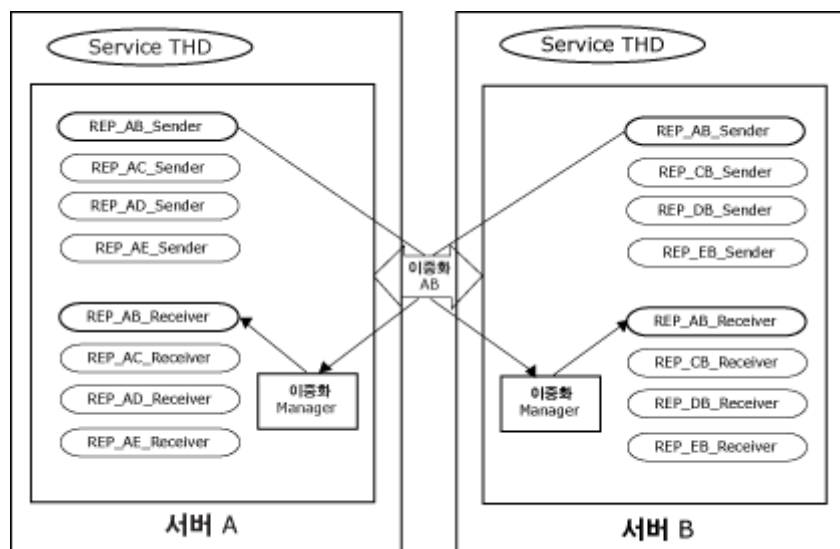 Service THD
REP_AB_Sender
REP_AC_Sender
REP_AD_Sender
REP_AE_Sender
REP_AB_Receiver
REP_AC_Receiver
REP_AD_Receiver
REP_AE_Receiver
이중화
Manager
서버 A
이중화
AB
Service THD
REP_AB_Sender
REP_CB_Sender
REP_DB_Sender
REP_EB_Sender
REP_AB_Receiver
REP_CB_Receiver
REP_DB_Receiver
REP_EB_Receiver
이중화
Manager
서버 B